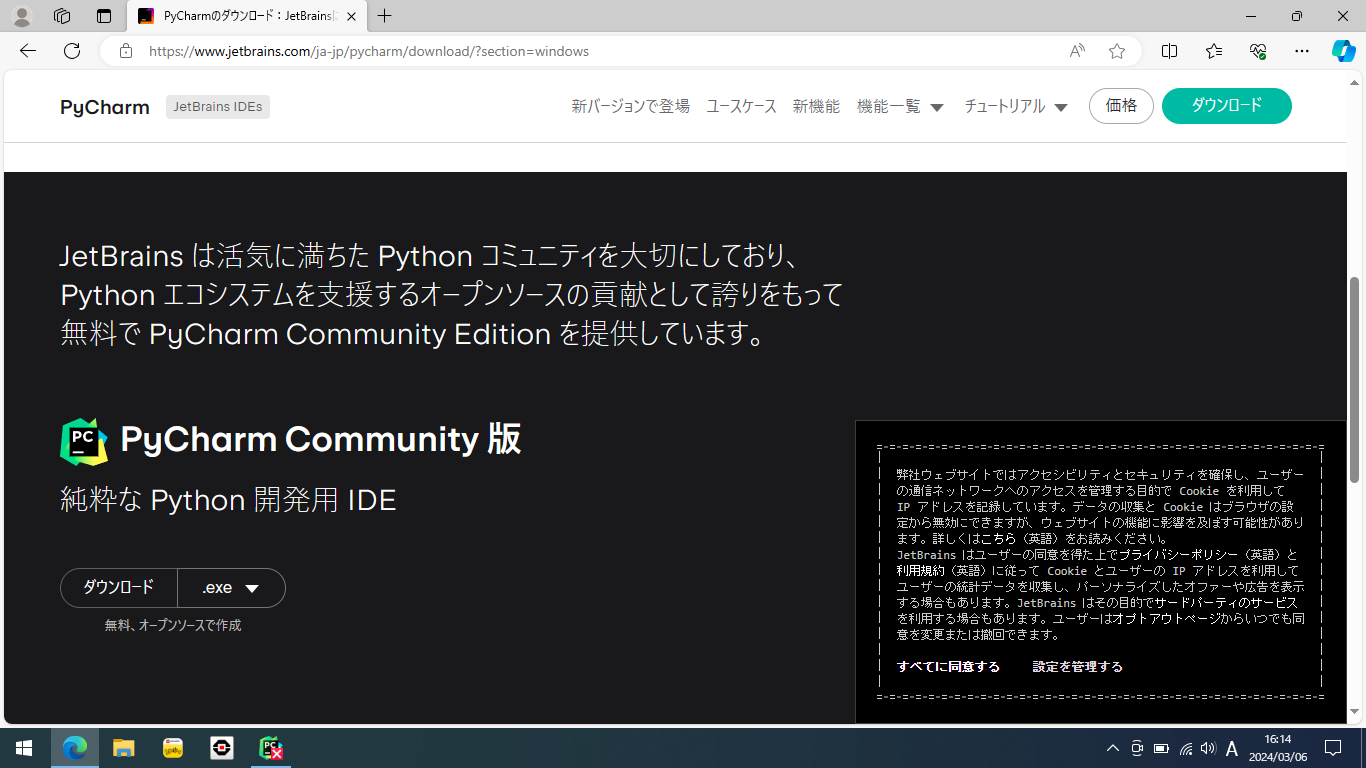 PyCharmのダウンロード：JetBrainsに
https://www.jetbrains.com/ja-jp/pycharm/download/?section=windows
PyCharm JetBrains IDEs 新バージョンで登場 ユースケース 新機能 機能一覧 チュートリアル 価格 ダウンロード
JetBrains は活気に満ちた Python コミュニティを大切にしており、
Python エコシステムを支援するオープンソースの貢献として誇りをもって
無料で PyCharm Community Edition を提供しています。
PC PyCharm Community 版
純粋な Python 開発用 IDE
ダウンロード .exe
無料、オープンソースで作成
弊社ウェブサイトではアクセシビリティとセキュリティを確保し、ユーザー
の通信ネットワークへのアクセスを管理する目的で Cookie を利用して
IP アドレスを記録しています。データの収集と Cookie はブラウザの設
定から無効にできますが、ウェブサイトの機能に影響を及ぼす可能性があり
ます。詳しくはこちら（英語）をお読みください。
JetBrains はユーザーの同意を得た上でプライバシーポリシー（英語）と
利用規約（英語）に従って Cookie とユーザーの IP アドレスを利用して
ユーザーの統計データを収集し、パーソナライズしたオファーや広告を表示
する場合もあります。JetBrains はその目的でサードパーティのサービス
を利用する場合もあります。ユーザーはオプトアウトページからいつでも同
意を変更または撤回できます。
すべてに同意する 設定を管理する
PC A 16:14
2024/03/06